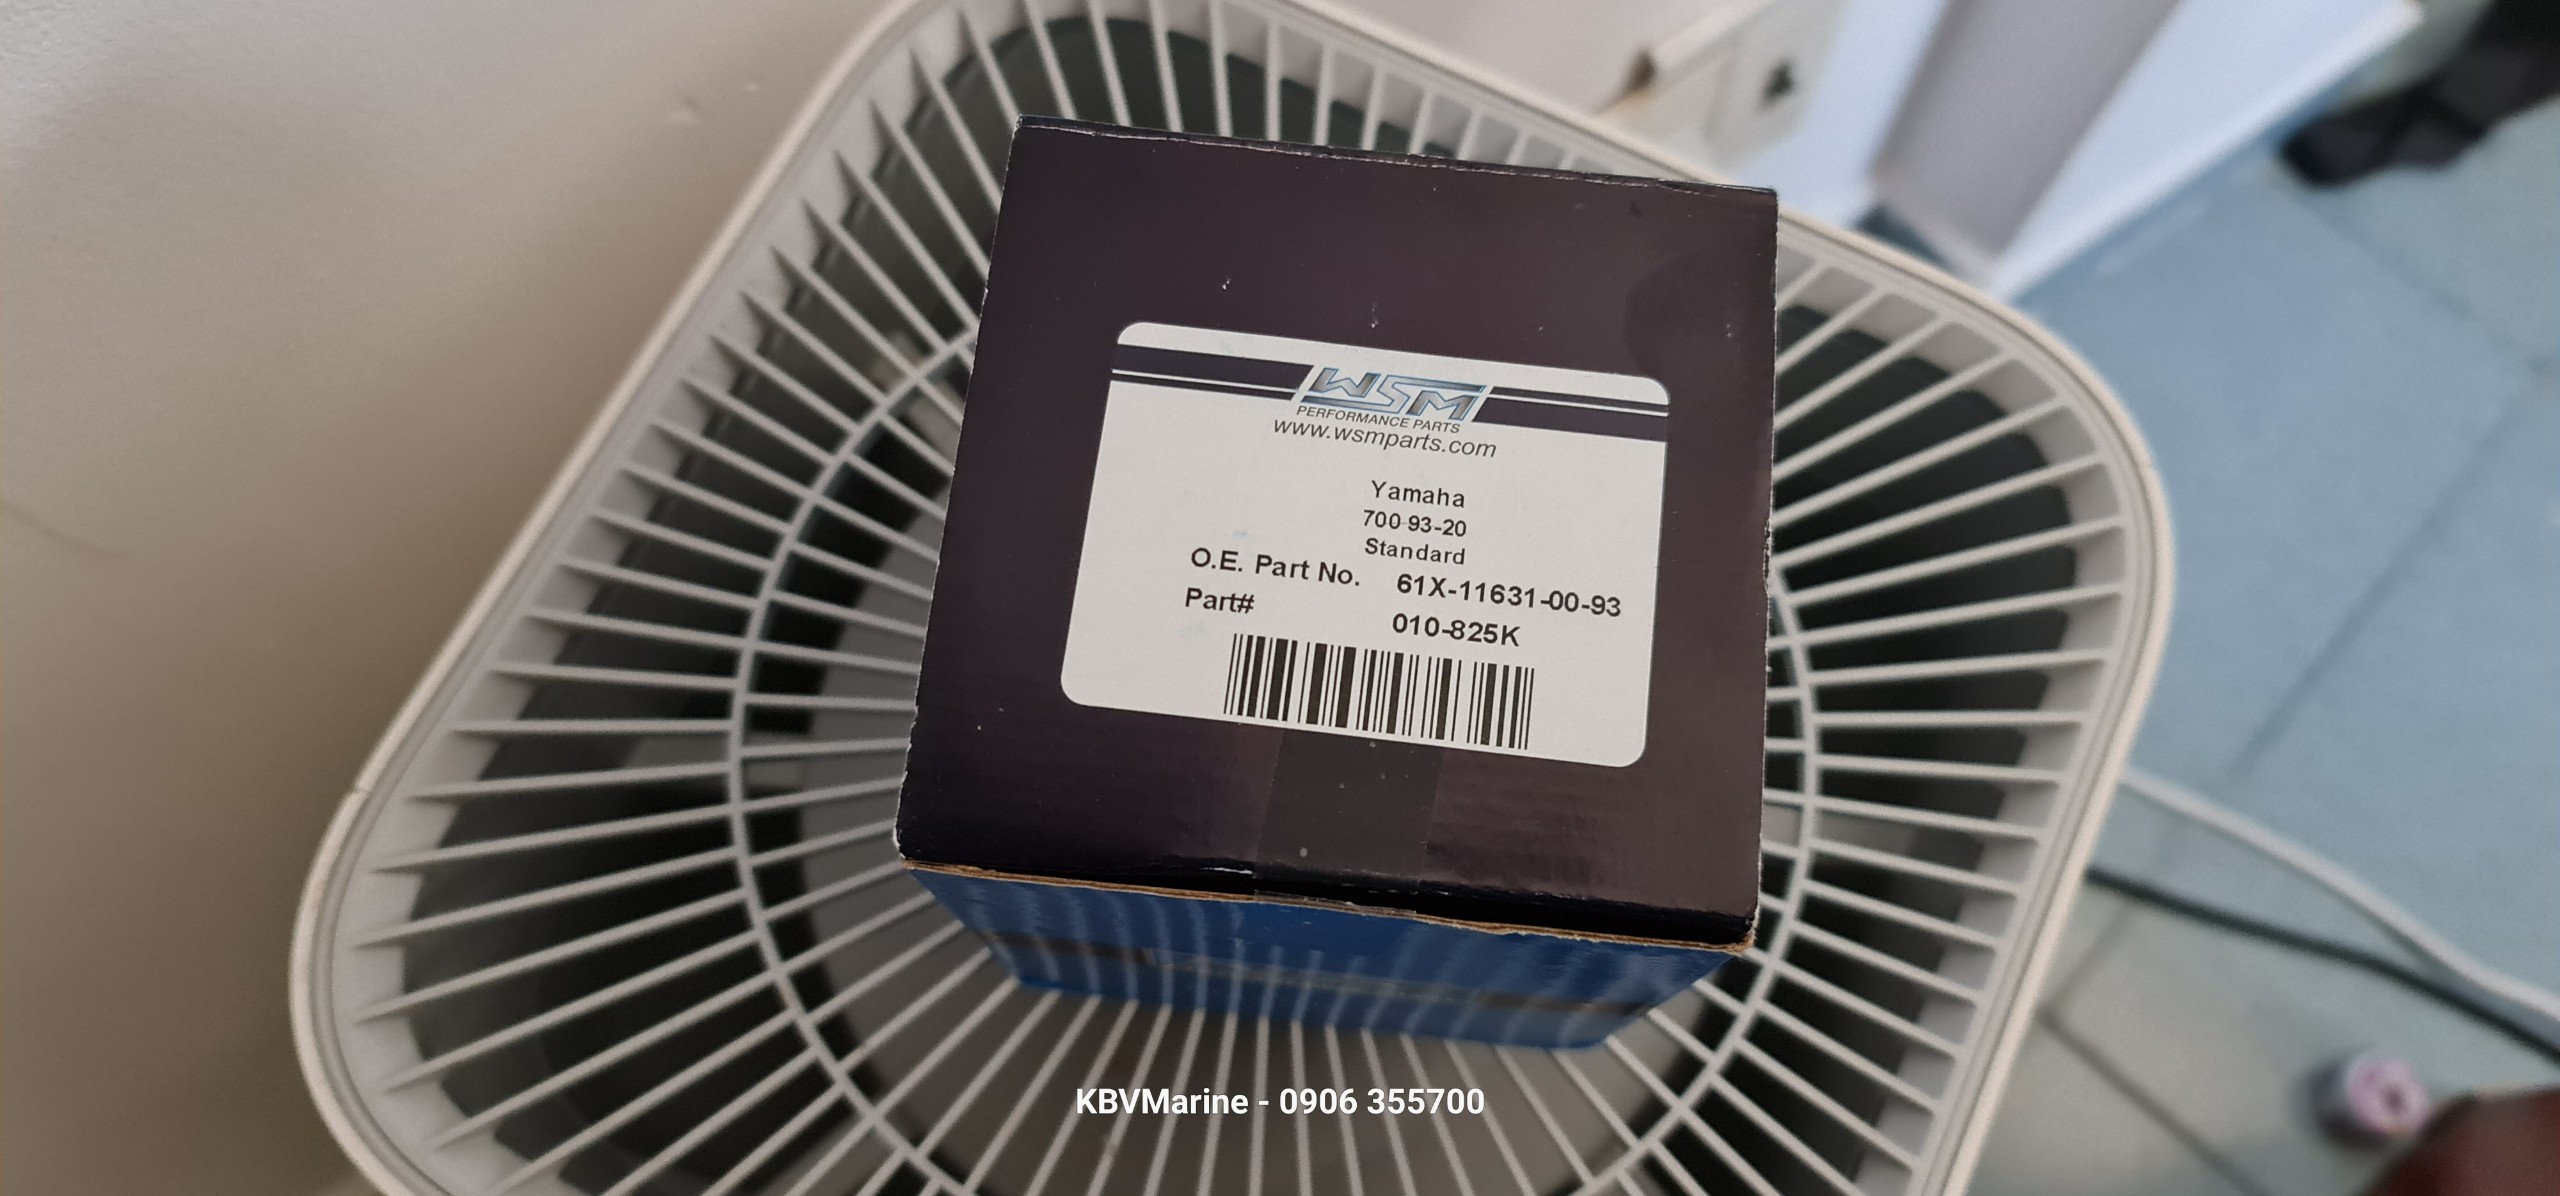 WSM
PERFORMANCE PARTS
www.wsmparts.com
Yamaha
700 93-20
Standard
O.E. Part No. 61X-11631-00-93
Part# 010-825K
KBVMarine - 0906 355700